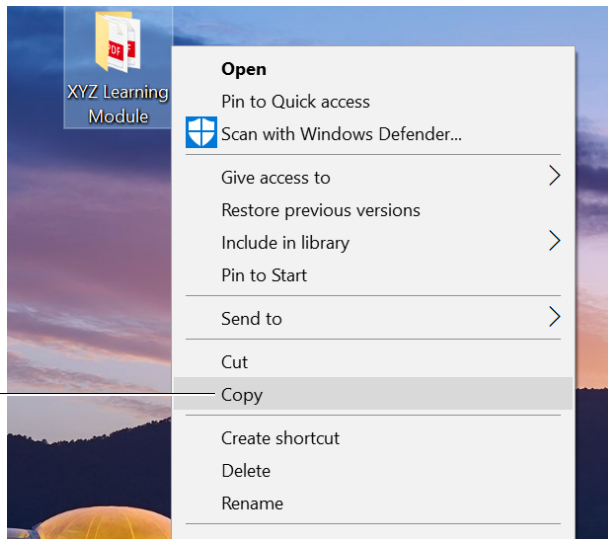 PDF
XYZ Learning
Module
Open
Pin to Quick access
Scan with Windows Defender...
Give access to
Restore previous versions
Include in library
Pin to Start
Send to
Cut
Copy
Create shortcut
Delete
Rename